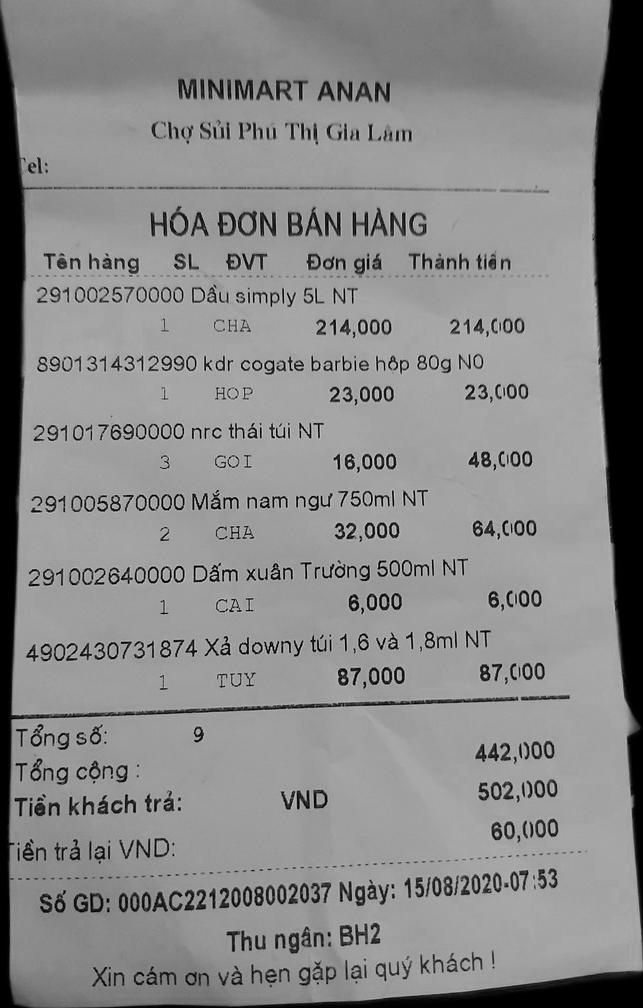 MINIMART ANAN
Chợ Sủi Phú Thị Gia Lâm
Tel:
HÓA ĐƠN BÁN HÀNG
Tên hàng SL ĐVT Đơn giá Thành tiền
291002570000 Dầu simply 5L NT
1 CHA 214,000 214,000
8901314312990 kdr cogate barbie hôp 80g N0
1 HOP 23,000 23,000
291017690000 nrc thái túi NT
3 GOI 16,000 48,000
291005870000 Mắm nam ngư 750ml NT
2 CHA 32,000 64,000
291002640000 Dấm xuân Trường 500ml NT
1 CAI 6,000 6,000
4902430731874 Xả downy túi 1,6 và 1,8ml NT
1 TUY 87,000 87,000
Tổng số: 9
Tổng cộng : 442,000
Tiền khách trả: VND 502,000
Tiền trả lại VND: 60,000
Số GD: 000AC2212008002037 Ngày: 15/08/2020-07:53
Thu ngân: BH2
Xin cám ơn và hẹn gặp lại quý khách !